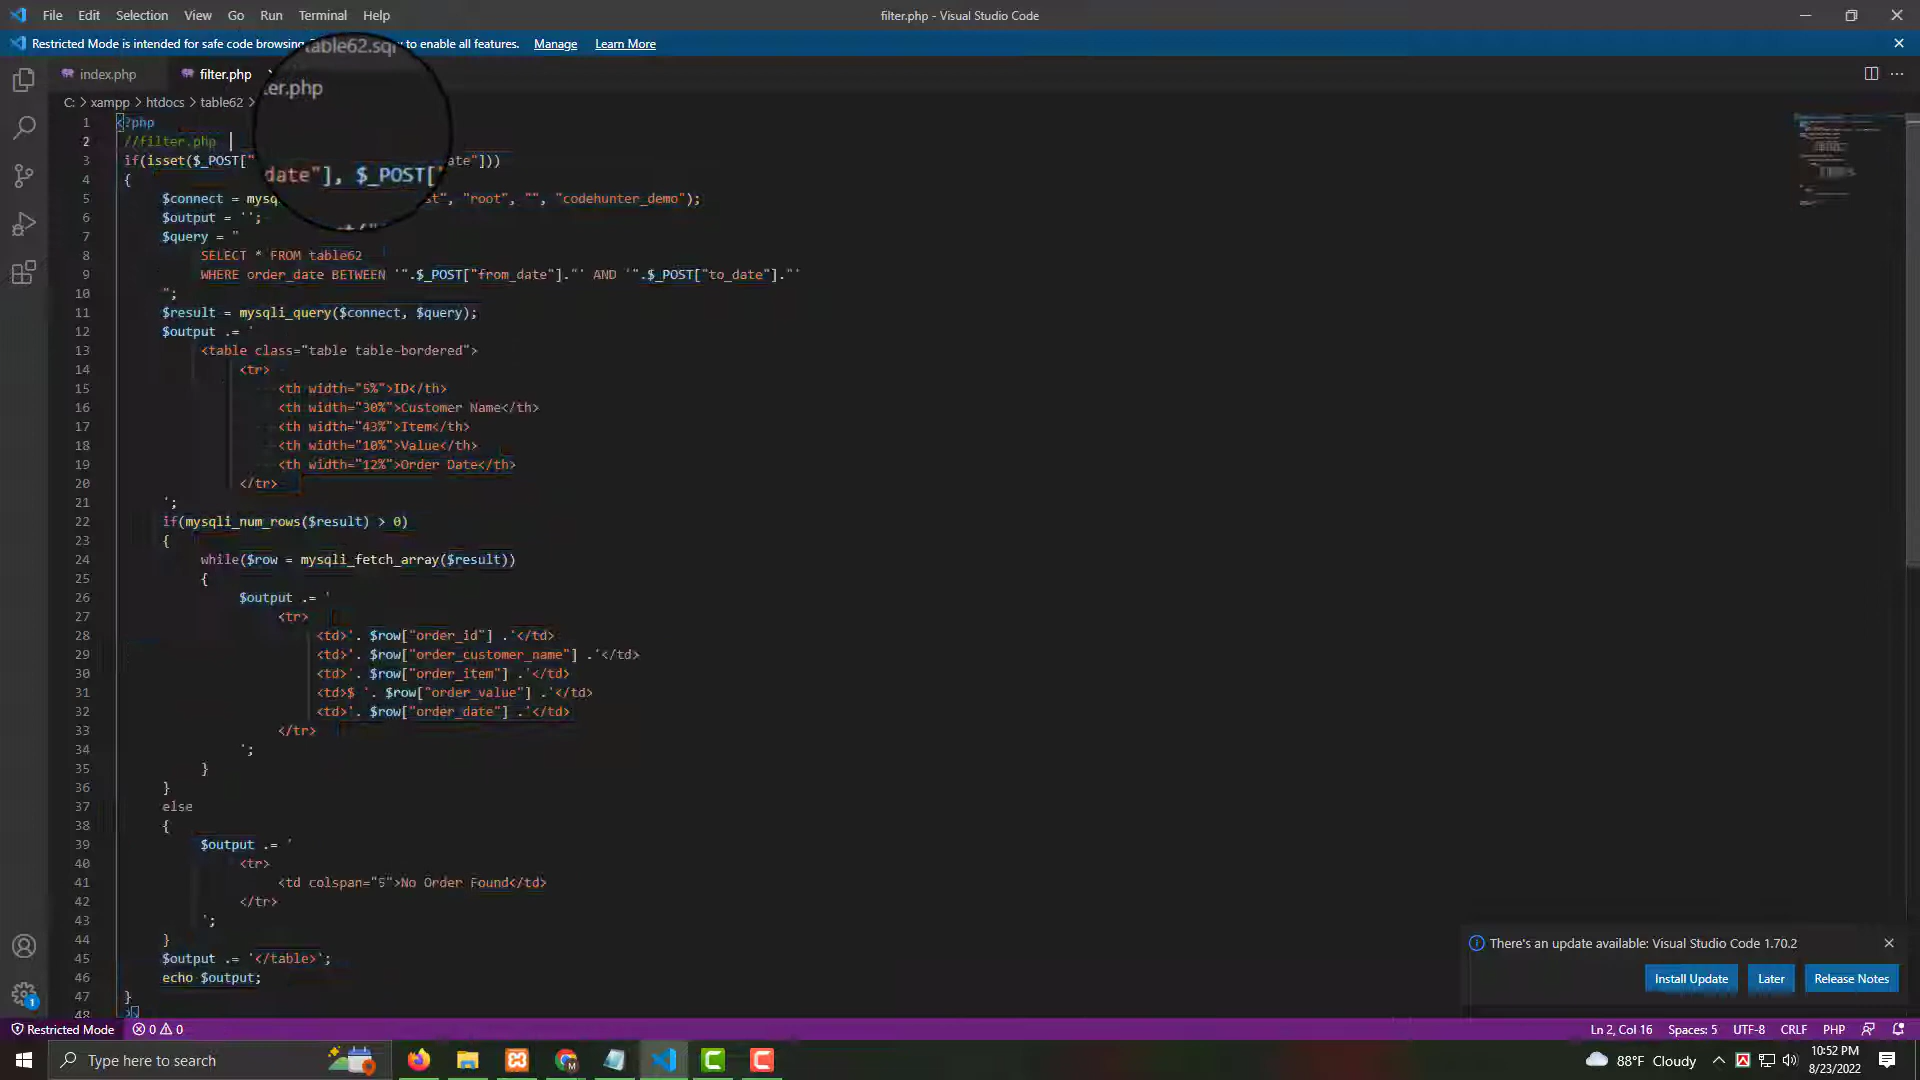 File Edit Selection View Go Run Terminal Help
filter.php - Visual Studio Code
Restricted Mode is intended for safe code browsing. to enable all features. Manage Learn More
index.php
filter.php
table62.sql
C: > xampp > htdocs > table62 >
ter.php
1 <?php
2 //filter.php
3 if(isset($_POST[" date"]))
date"], $_POST["
4 {
5 $connect = mysq st", "root", "", "codehunter_demo");
6 $output = '';
7 $query = "
8 SELECT * FROM table62
9 WHERE order_date BETWEEN '".$_POST["from_date"]."' AND '".$_POST["to_date"]."'
10 ";
11 $result = mysqli_query($connect, $query);
12 $output .= '
13 <table class="table table-bordered">
14 <tr>
15 <th width="5%">ID</th>
16 <th width="30%">Customer Name</th>
17 <th width="43%">Item</th>
18 <th width="10%">Value</th>
19 <th width="12%">Order Date</th>
20 </tr>
21 ';
22 if(mysqli_num_rows($result) > 0)
23 {
24 while($row = mysqli_fetch_array($result))
25 {
26 $output .= '
27 <tr>
28 <td>'. $row["order_id"] .'</td>
29 <td>'. $row["order_customer_name"] .'</td>
30 <td>'. $row["order_item"] .'</td>
31 <td>$ '. $row["order_value"] .'</td>
32 <td>'. $row["order_date"] .'</td>
33 </tr>
34 ';
35 }
36 }
37 else
38 {
39 $output .= '
40 <tr>
41 <td colspan="5">No Order Found</td>
42 </tr>
43 ';
44 }
45 $output .= '</table>';
46 echo $output;
47 }
48 ?>
There's an update available: Visual Studio Code 1.70.2
Install Update Later Release Notes
1
Restricted Mode 0 0
Ln 2, Col 16 Spaces: 5 UTF-8 CRLF PHP
Type here to search
88°F Cloudy
10:52 PM
8/23/2022